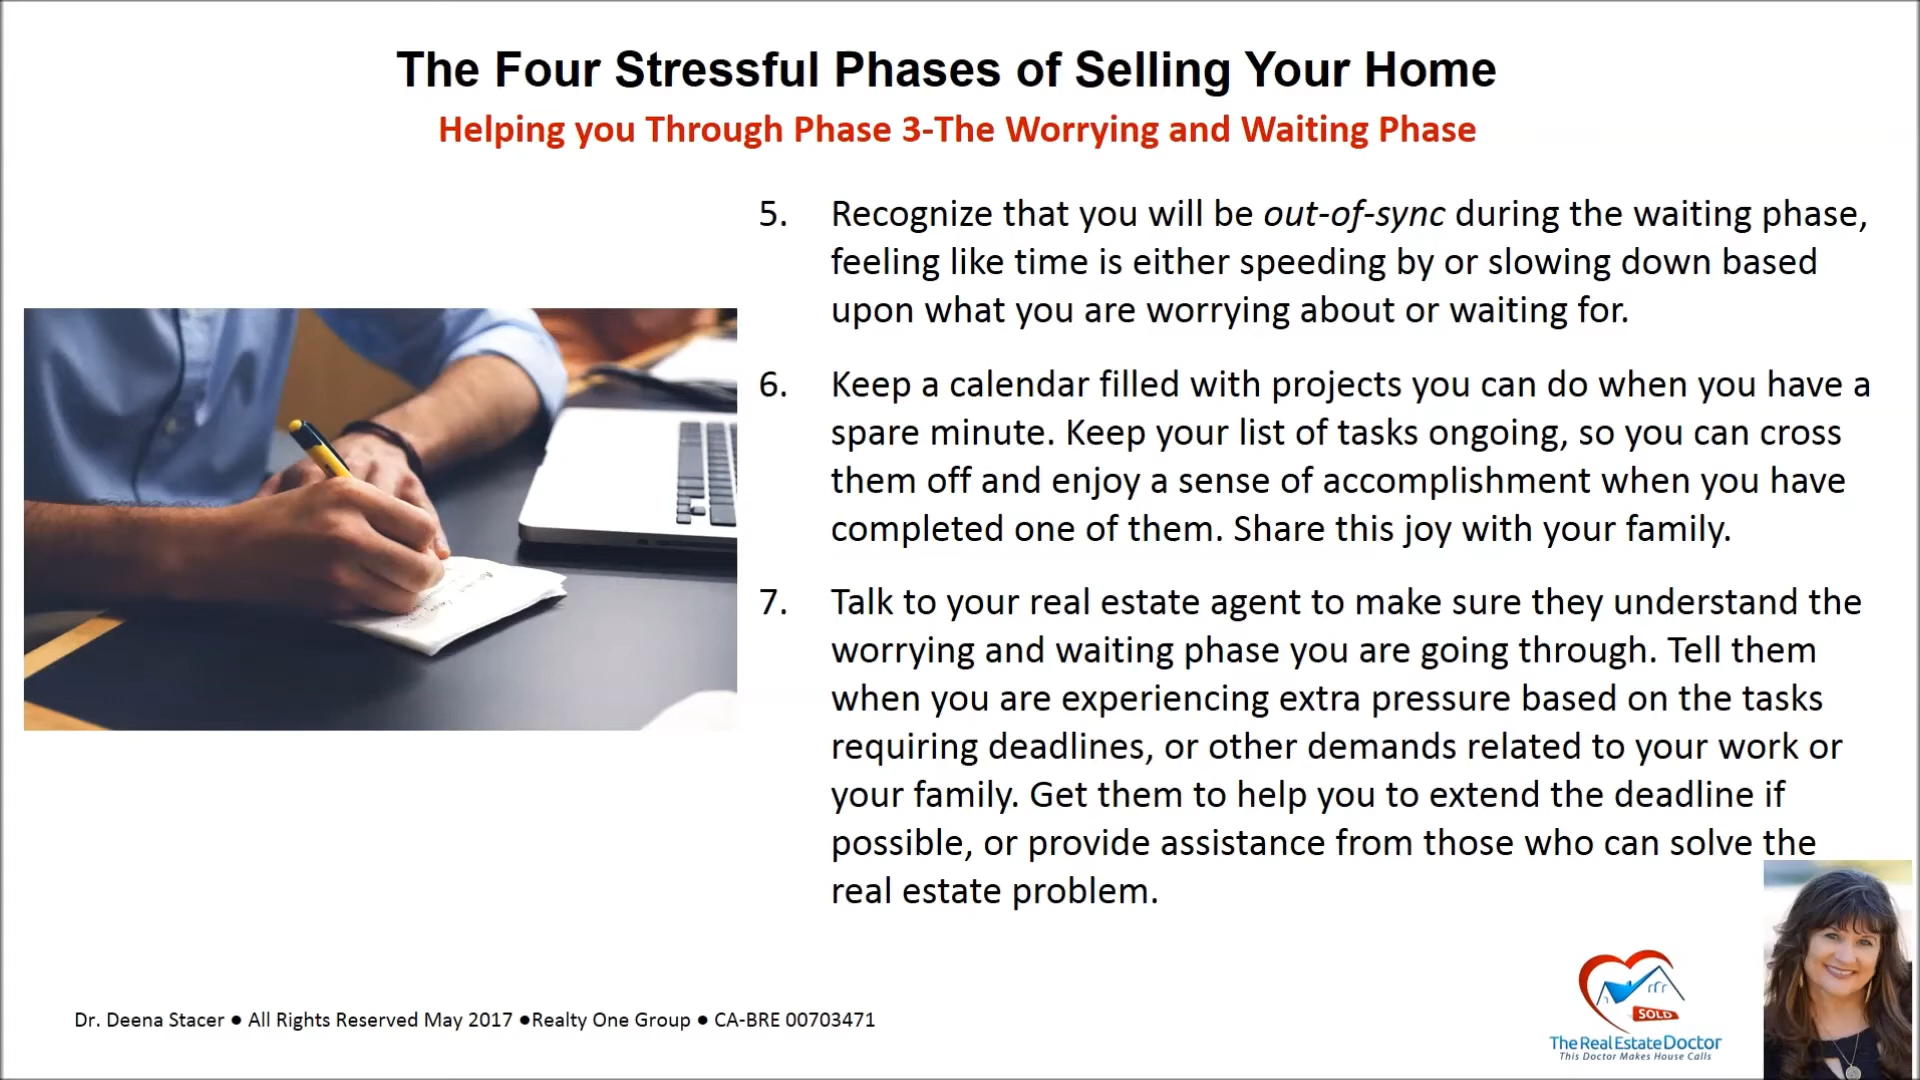 The Four Stressful Phases of Selling Your Home
Helping you Through Phase 3-The Worrying and Waiting Phase
5. Recognize that you will be out-of-sync during the waiting phase,
feeling like time is either speeding by or slowing down based
upon what you are worrying about or waiting for.
6. Keep a calendar filled with projects you can do when you have a
spare minute. Keep your list of tasks ongoing, so you can cross
them off and enjoy a sense of accomplishment when you have
completed one of them. Share this joy with your family.
7. Talk to your real estate agent to make sure they understand the
worrying and waiting phase you are going through. Tell them
when you are experiencing extra pressure based on the tasks
requiring deadlines, or other demands related to your work or
your family. Get them to help you to extend the deadline if
possible, or provide assistance from those who can solve the
real estate problem.
Dr. Deena Stacer ● All Rights Reserved May 2017 ●Realty One Group ● CA-BRE 00703471
SOLD
The Real Estate Doctor
This Doctor Makes House Calls